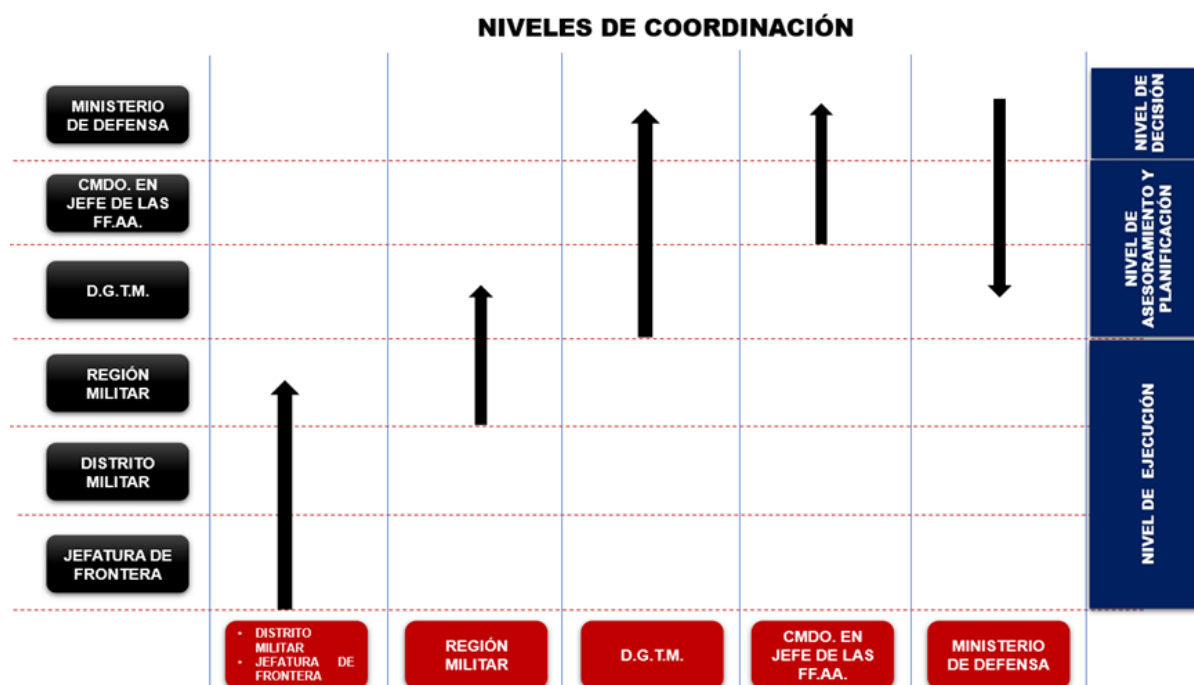 NIVELES DE COORDINACIÓN
MINISTERIO
DE DEFENSA
CMDO. EN
JEFE DE LAS
FF.AA.
D.G.T.M.
REGIÓN
MILITAR
DISTRITO
MILITAR
JEFATURA DE
FRONTERA
NIVEL DE
DECISIÓN
NIVEL DE
ASESORAMIENTO Y
PLANIFICACIÓN
NIVEL DE EJECUCIÓN
• DISTRITO
MILITAR
• JEFATURA DE
FRONTERA
REGIÓN
MILITAR
D.G.T.M.
CMDO. EN
JEFE DE LAS
FF.AA.
MINISTERIO
DE DEFENSA